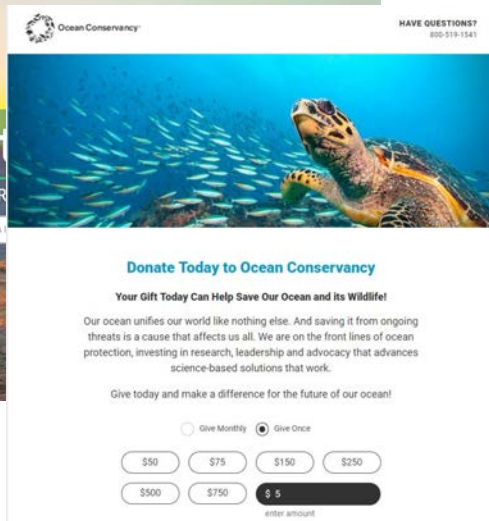 Ocean Conservancy
HAVE QUESTIONS?
800-519-1541
Donate Today to Ocean Conservancy
Your Gift Today Can Help Save Our Ocean and its Wildlife!
Our ocean unifies our world like nothing else. And saving it from ongoing
threats is a cause that affects us all. We are on the front lines of ocean
protection, investing in research, leadership and advocacy that advances
science-based solutions that work.
Give today and make a difference for the future of our ocean!
Give Monthly Give Once
$50 $75 $150 $250
$500 $750 $ 5
enter amount